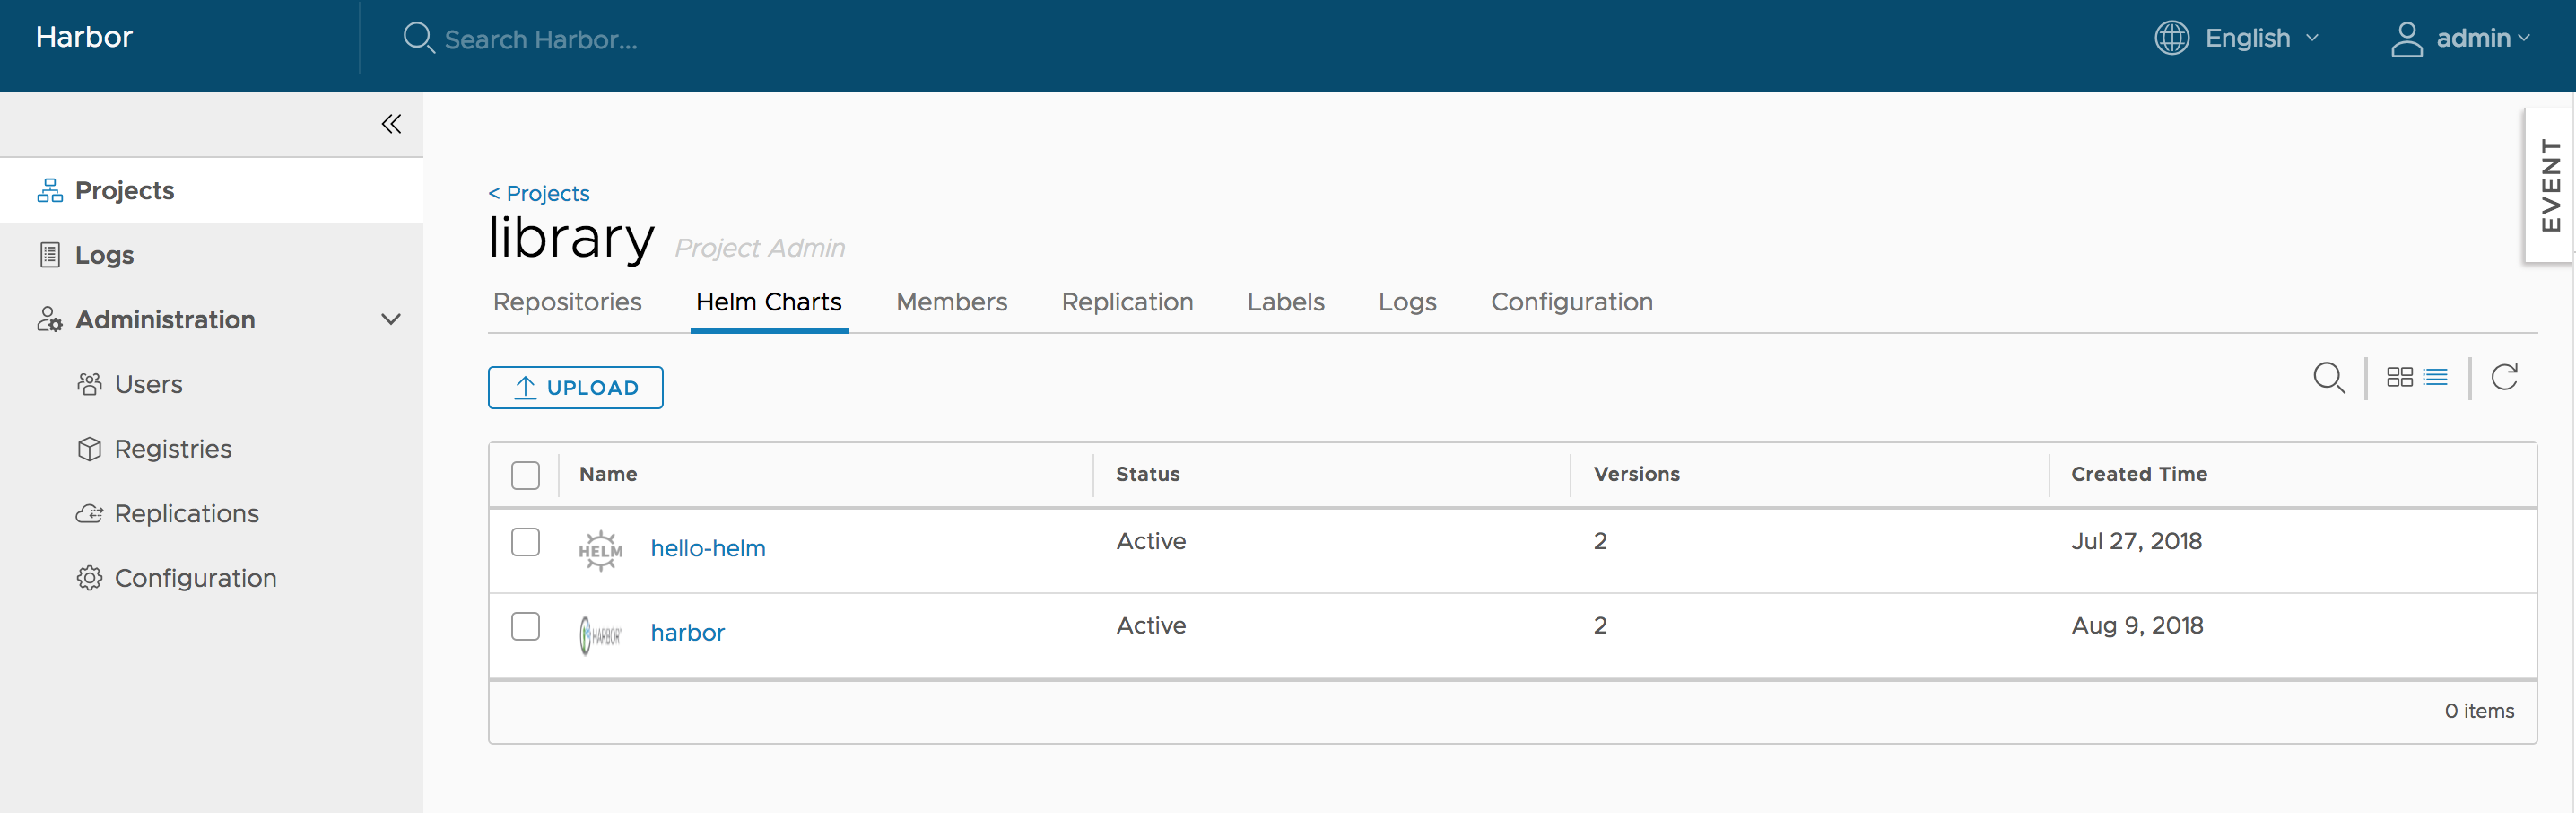 Harbor
Search Harbor...
English
admin
EVENT
Projects
Logs
Administration
Users
Registries
Replications
Configuration
< Projects
library Project Admin
Repositories Helm Charts Members Replication Labels Logs Configuration
UPLOAD
Name Status Versions Created Time
HELM hello-helm Active 2 Jul 27, 2018
HARBOR harbor Active 2 Aug 9, 2018
0 items